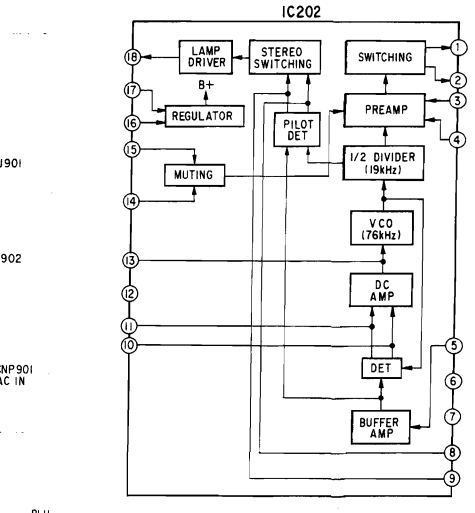 IC202
LAMP
DRIVER
STEREO
SWITCHING
SWITCHING
1
18
2
B+
17
REGULATOR
PILOT
DET
PREAMP
3
16
4
15
1/2 DIVIDER
(19kHz)
J901
MUTING
14
VCO
(76kHz)
902
13
DC
AMP
12
11
10
5
CNP901
AC IN
DET
6
7
BUFFER
AMP
8
9